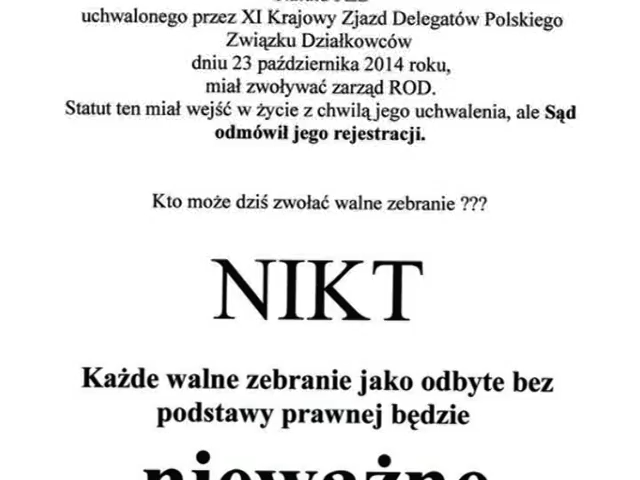 uchwalonego przez XI Krajowy Zjazd Delegatów Polskiego
Związku Działkowców
dniu 23 października 2014 roku,
miał zwoływać zarząd ROD.
Statut ten miał wejść w życie z chwilą jego uchwalenia, ale Sąd
odmówił jego rejestracji.
Kto może dziś zwołać walne zebranie ???
NIKT
Każde walne zebranie jako odbyte bez
podstawy prawnej będzie
nieważne